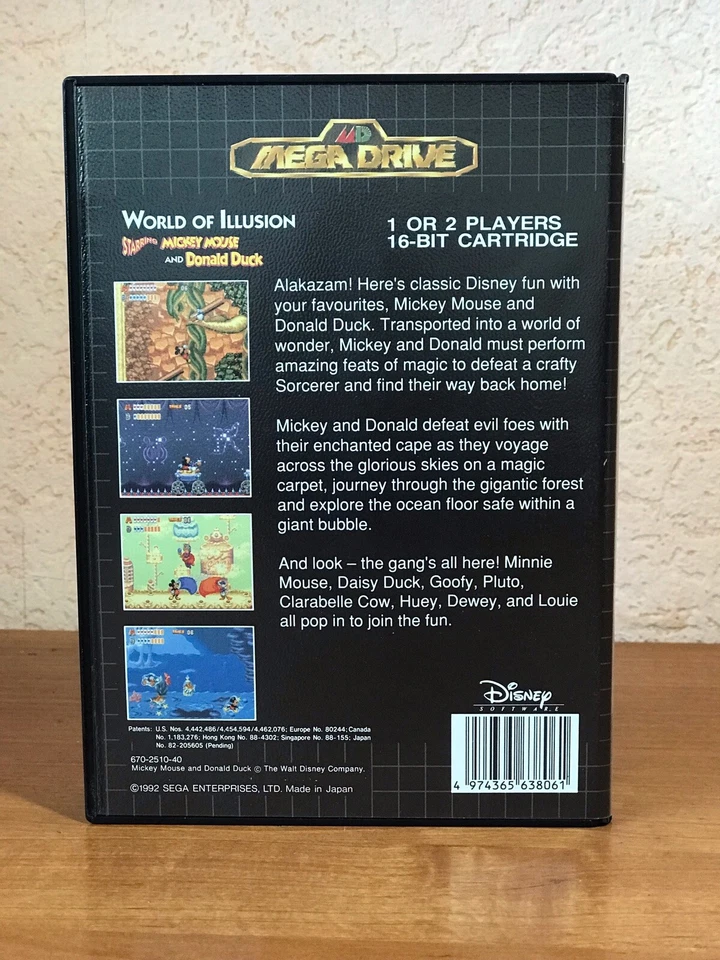 MD
MEGA DRIVE
WORLD OF ILLUSION
STARRING MICKEY MOUSE
AND Donald Duck
1 OR 2 PLAYERS
16-BIT CARTRIDGE
Alakazam! Here's classic Disney fun with
your favourites, Mickey Mouse and
Donald Duck. Transported into a world of
wonder, Mickey and Donald must perform
amazing feats of magic to defeat a crafty
Sorcerer and find their way back home!
Mickey and Donald defeat evil foes with
their enchanted cape as they voyage
across the glorious skies on a magic
carpet, journey through the gigantic forest
and explore the ocean floor safe within a
giant bubble.
And look – the gang's all here! Minnie
Mouse, Daisy Duck, Goofy, Pluto,
Clarabelle Cow, Huey, Dewey, and Louie
all pop in to join the fun.
Disney
SOFTWARE
Patents: U.S. Nos. 4,442,486/4,454,594/4,462,076; Europe No. 80244; Canada
No. 1,183,276; Hong Kong No. 88-4302; Singapore No. 88-155; Japan
No. 82-205605 (Pending)
670-2510-40
Mickey Mouse and Donald Duck © The Walt Disney Company.
©1992 SEGA ENTERPRISES, LTD. Made in Japan
4 974365 638061